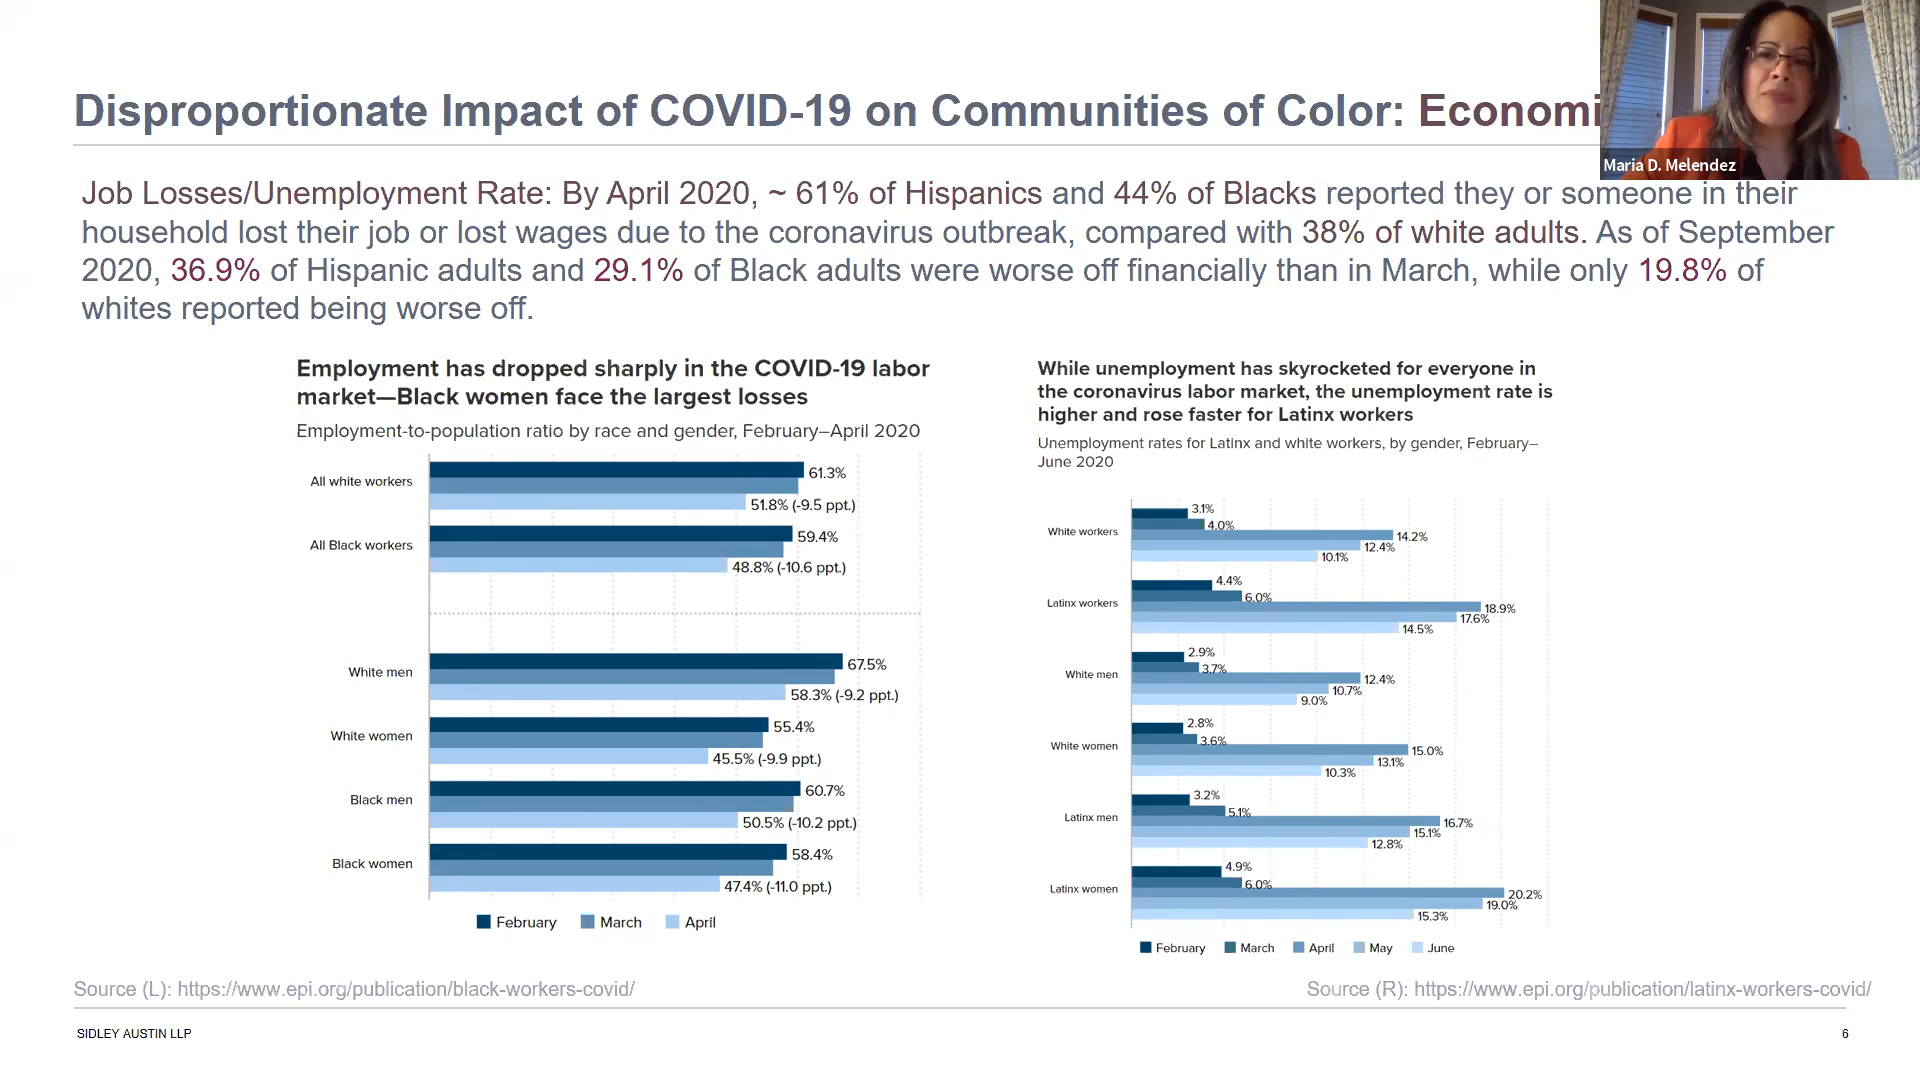 Disproportionate Impact of COVID-19 on Communities of Color: Economi
Maria D. Melendez
Job Losses/Unemployment Rate: By April 2020, ~ 61% of Hispanics and 44% of Blacks reported they or someone in their
household lost their job or lost wages due to the coronavirus outbreak, compared with 38% of white adults. As of September
2020, 36.9% of Hispanic adults and 29.1% of Black adults were worse off financially than in March, while only 19.8% of
whites reported being worse off.
Employment has dropped sharply in the COVID-19 labor
market—Black women face the largest losses
Employment-to-population ratio by race and gender, February–April 2020
All white workers
61.3%
51.8% (-9.5 ppt.)
All Black workers
59.4%
48.8% (-10.6 ppt.)
White men
67.5%
58.3% (-9.2 ppt.)
White women
55.4%
45.5% (-9.9 ppt.)
Black men
60.7%
50.5% (-10.2 ppt.)
Black women
58.4%
47.4% (-11.0 ppt.)
February March April
While unemployment has skyrocketed for everyone in
the coronavirus labor market, the unemployment rate is
higher and rose faster for Latinx workers
Unemployment rates for Latinx and white workers, by gender, February–
June 2020
White workers
3.1%
4.0%
14.2%
12.4%
10.1%
Latinx workers
4.4%
6.0%
18.9%
17.6%
14.5%
White men
2.9%
3.7%
12.4%
10.7%
9.0%
White women
2.8%
3.6%
15.0%
13.1%
10.3%
Latinx men
3.2%
5.1%
16.7%
15.1%
12.8%
Latinx women
4.9%
6.0%
20.2%
19.0%
15.3%
February March April May June
Source (L): https://www.epi.org/publication/black-workers-covid/
Source (R): https://www.epi.org/publication/latinx-workers-covid/
SIDLEY AUSTIN LLP
6